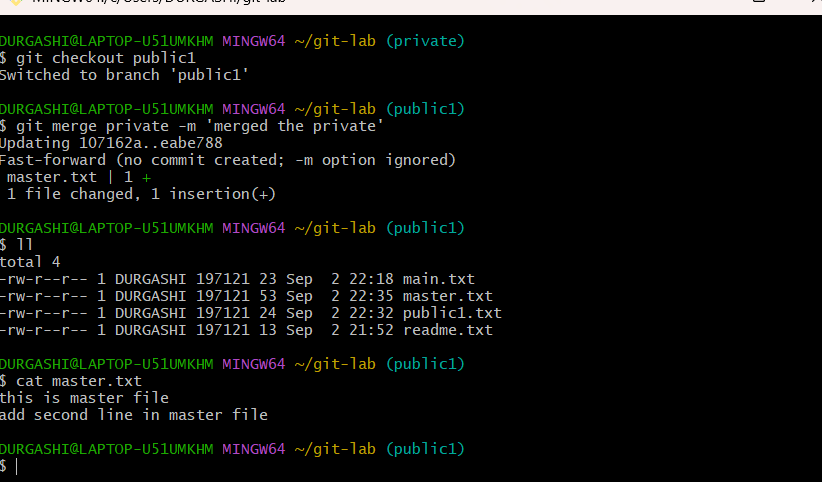 DURGASHI@LAPTOP-U51UMKHM MINGW64 ~/git-lab (private)
$ git checkout public1
Switched to branch 'public1'
DURGASHI@LAPTOP-U51UMKHM MINGW64 ~/git-lab (public1)
$ git merge private -m 'merged the private'
Updating 107162a..eabe788
Fast-forward (no commit created; -m option ignored)
master.txt | 1 +
1 file changed, 1 insertion(+)
DURGASHI@LAPTOP-U51UMKHM MINGW64 ~/git-lab (public1)
$ ll
total 4
-rw-r--r-- 1 DURGASHI 197121 23 Sep  2 22:18 main.txt
-rw-r--r-- 1 DURGASHI 197121 53 Sep  2 22:35 master.txt
-rw-r--r-- 1 DURGASHI 197121 24 Sep  2 22:32 public1.txt
-rw-r--r-- 1 DURGASHI 197121 13 Sep  2 21:52 readme.txt
DURGASHI@LAPTOP-U51UMKHM MINGW64 ~/git-lab (public1)
$ cat master.txt
this is master file
add second line in master file
DURGASHI@LAPTOP-U51UMKHM MINGW64 ~/git-lab (public1)
$